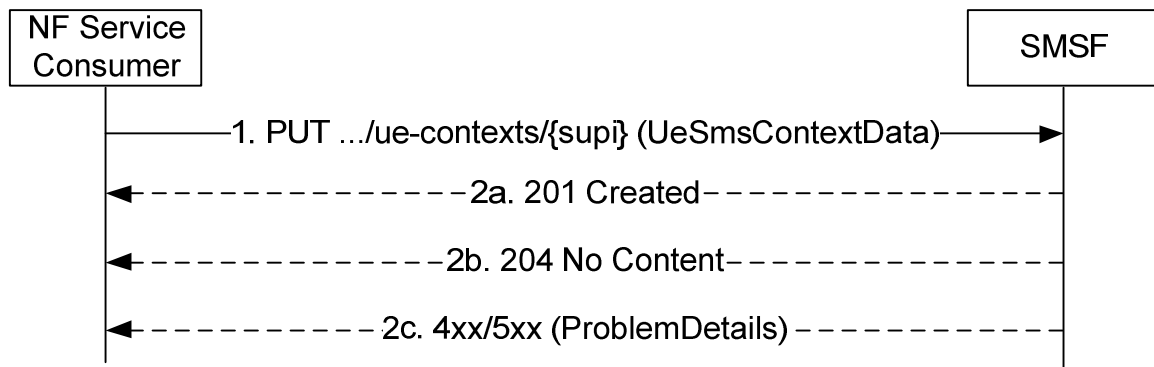 NF Service
Consumer
SMSF
1. PUT .../ue-contexts/{supi} (UeSmsContextData)
2a. 201 Created
2b. 204 No Content
2c. 4xx/5xx (ProblemDetails)